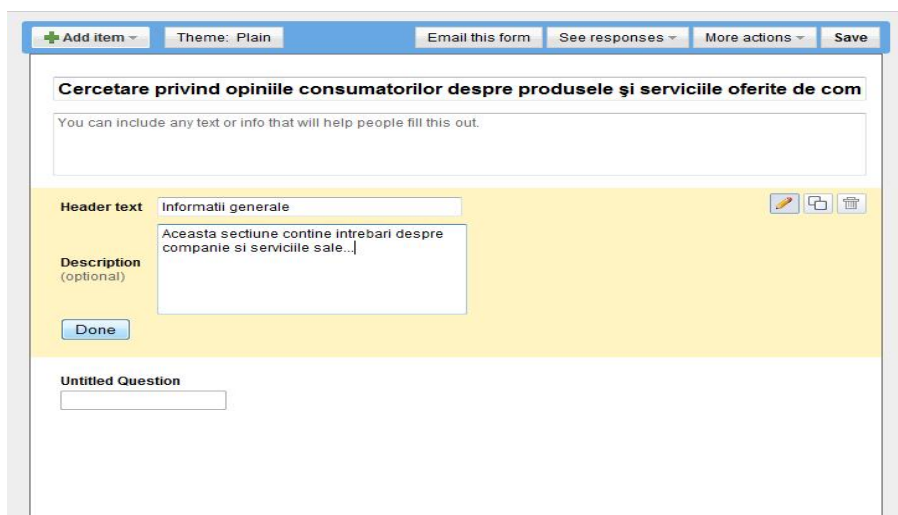 Add item Theme: Plain Email this form See responses More actions Save
Cercetare privind opiniile consumatorilor despre produsele şi serviciile oferite de com
You can include any text or info that will help people fill this out.
Header text Informatii generale
Aceasta sectiune contine intrebari despre
companie si serviciile sale...
Description
(optional)
Done
Untitled Question